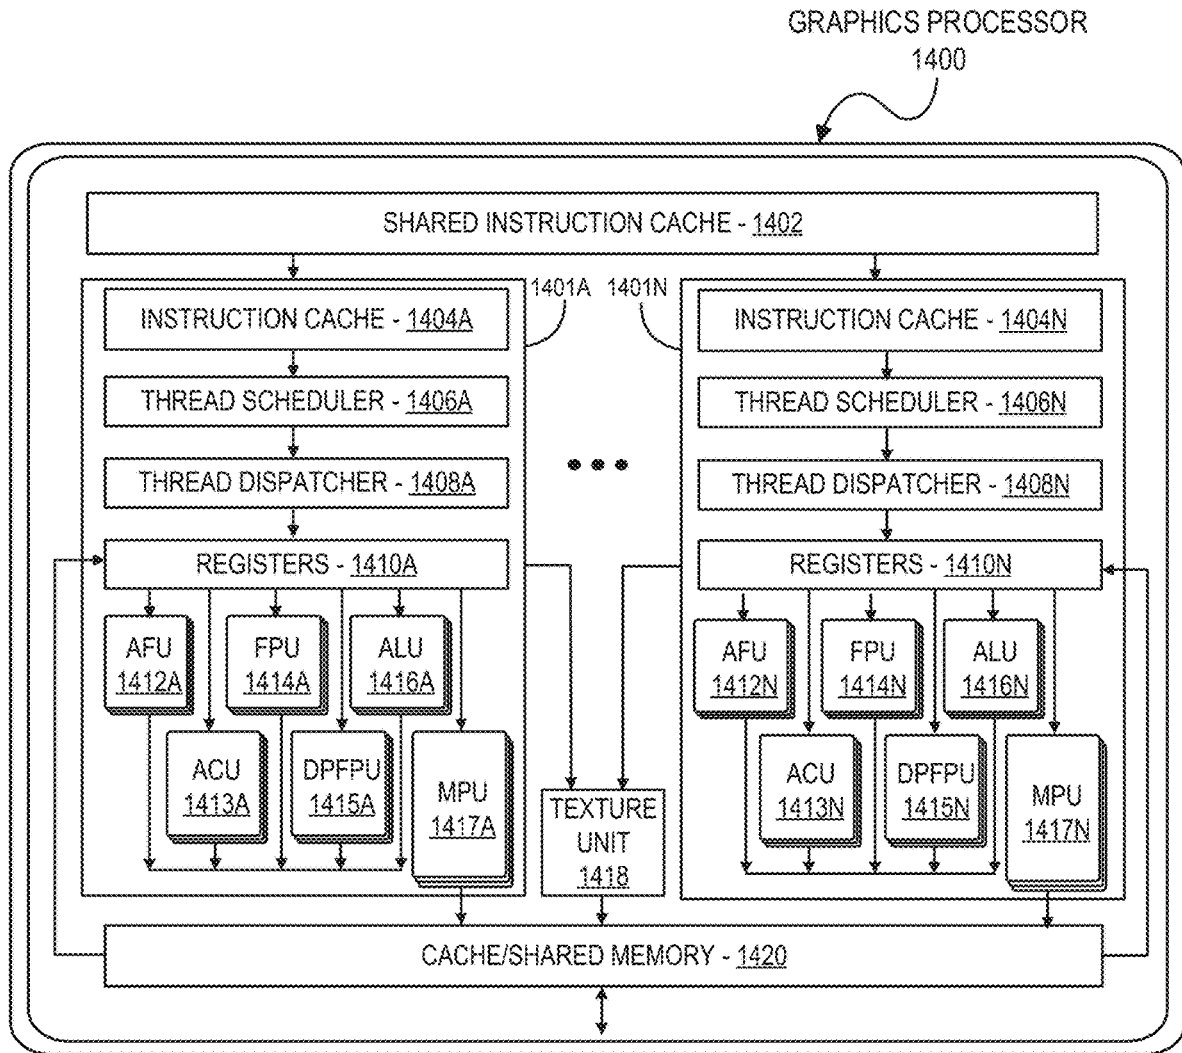 GRAPHICS PROCESSOR
1400
SHARED INSTRUCTION CACHE - 1402
1401A
1401N
INSTRUCTION CACHE - 1404A
THREAD SCHEDULER - 1406A
THREAD DISPATCHER - 1408A
REGISTERS - 1410A
AFU
1412A
FPU
1414A
ALU
1416A
ACU
1413A
DPFPU
1415A
MPU
1417A
INSTRUCTION CACHE - 1404N
THREAD SCHEDULER - 1406N
THREAD DISPATCHER - 1408N
REGISTERS - 1410N
AFU
1412N
FPU
1414N
ALU
1416N
ACU
1413N
DPFPU
1415N
MPU
1417N
TEXTURE
UNIT
1418
CACHE/SHARED MEMORY - 1420